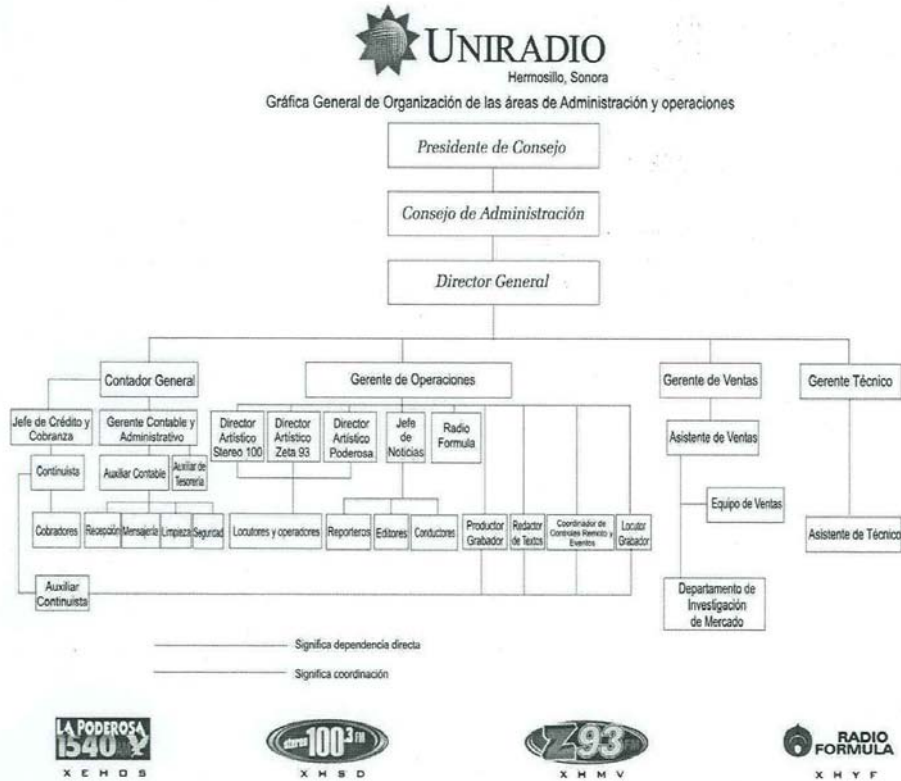 UNIRADIO
Hermosillo, Sonora
Gráfica General de Organización de las áreas de Administración y operaciones
Presidente de Consejo
Consejo de Administración
Director General
Contador General
Gerente de Operaciones
Gerente de Ventas
Gerente Técnico
Jefe de Crédito y
Cobranza
Gerente Contable y
Administrativo
Director
Artístico
Stereo 100
Director
Artístico
Zeta 93
Director
Artístico
Poderosa
Jefe
de
Noticias
Radio
Formula
Asistente de Ventas
Continuista
Auxiliar Contable
Auxiliar de
Tesorería
Equipo de Ventas
Cobradores
Recepción
Mensajería
Limpieza
Seguridad
Locutores y operadores
Reporteros
Editores
Conductores
Productor
Grabador
Redactor
de Textos
Coordinador de
Controles Remoto y
Eventos
Locutor
Grabador
Asistente de Técnico
Auxiliar
Continuista
Departamento de
Investigación
de Mercado
Significa dependencia directa
Significa coordinación
LA PODEROSA
1540
XEHOS
stereo 100.3 FM
XHSD
Z93 FM
XHMV
RADIO
FORMULA
XHYF